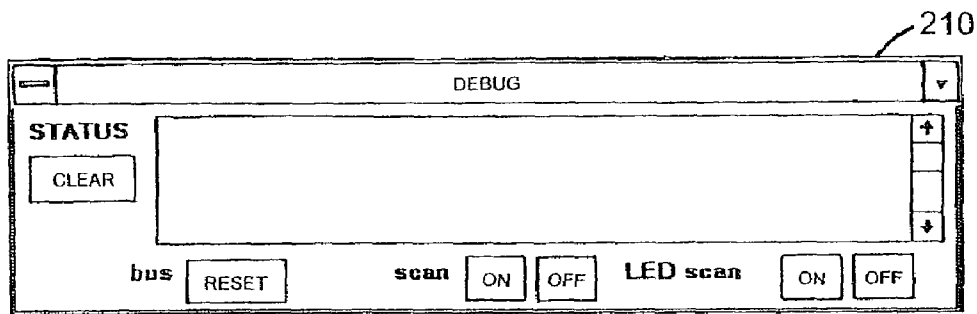 210
DEBUG
STATUS
CLEAR
bus RESET scan ON OFF LED scan ON OFF